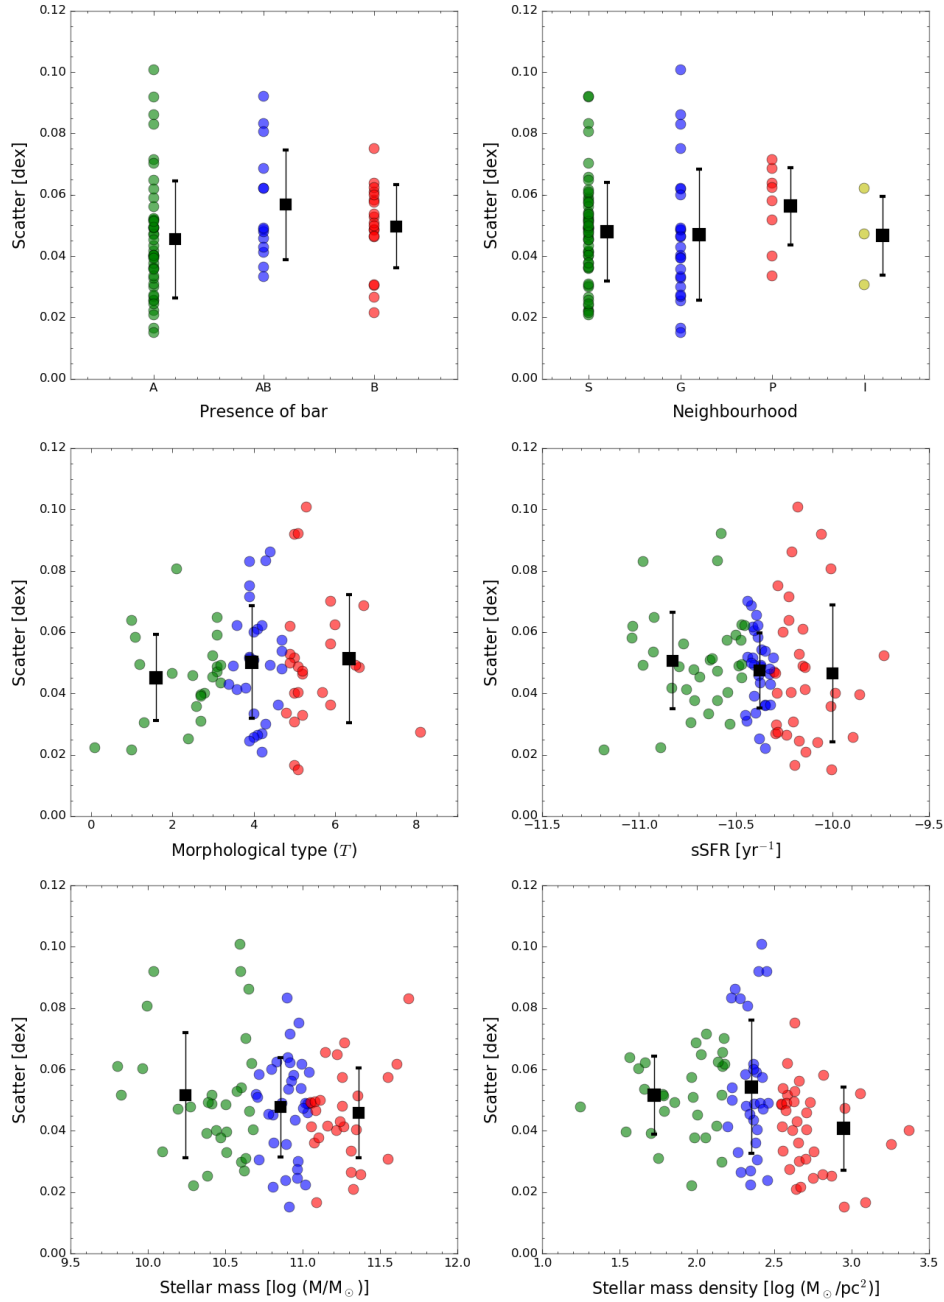 0.12 0.12
0.10 0.10
0.08 0.08
Scatter [dex] Scatter [dex]
0.06 0.06
0.04 0.04
0.02 0.02
0.00 0.00
A AB B S G P I
Presence of bar Neighbourhood
0.12 0.12
0.10 0.10
0.08 0.08
Scatter [dex] Scatter [dex]
0.06 0.06
0.04 0.04
0.02 0.02
0.00 0.00
0 2 4 6 8 −11.5 −11.0 −10.5 −10.0 −9.5
Morphological type (T) sSFR [yr⁻¹]
0.12 0.12
0.10 0.10
0.08 0.08
Scatter [dex] Scatter [dex]
0.06 0.06
0.04 0.04
0.02 0.02
0.00 0.00
9.5 10.0 10.5 11.0 11.5 12.0 1.0 1.5 2.0 2.5 3.0 3.5
Stellar mass [log (M/M☉)] Stellar mass density [log (M☉/pc²)]